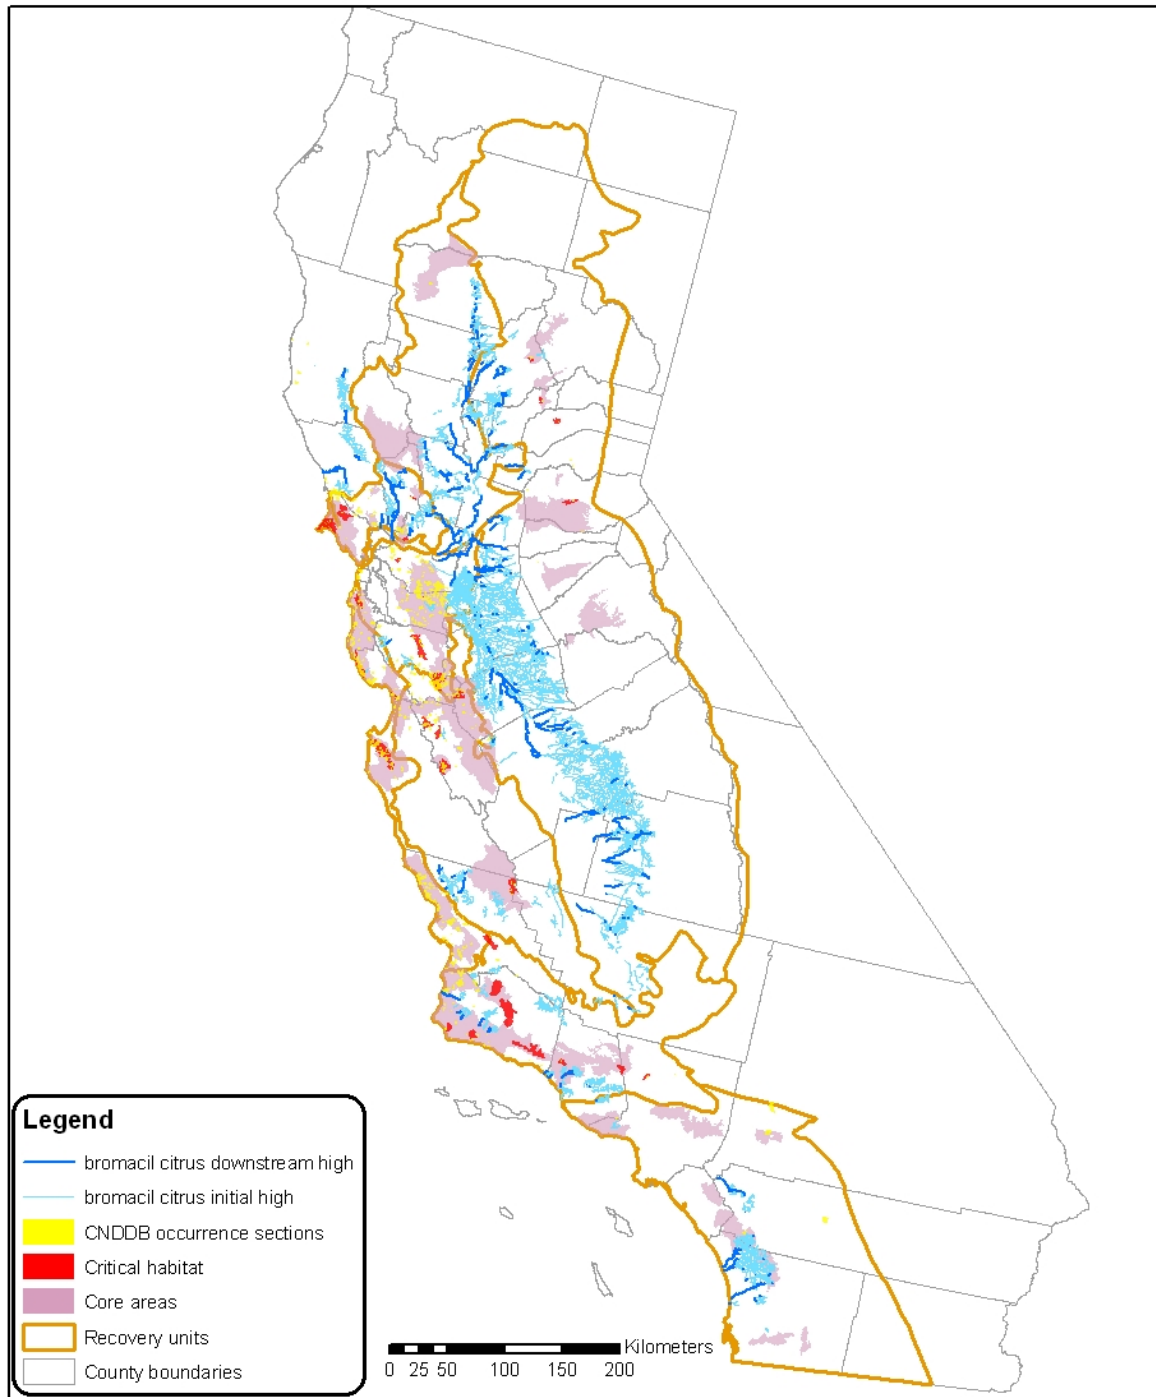 Legend
bromacil citrus downstream high
bromacil citrus initial high
CNDDB occurrence sections
Critical habitat
Core areas
Recovery units
County boundaries
Kilometers
0 25 50 100 150 200